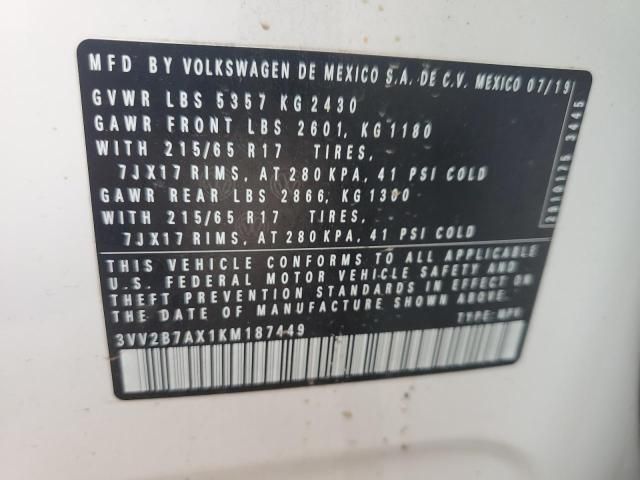 MFD BY VOLKSWAGEN DE MEXICO S.A. DE C.V. MEXICO 07/19
GVWR LBS 5357 KG 2430
GAWR FRONT LBS 2601, KG 1180
WITH 215/65 R17 TIRES,
7JX17 RIMS, AT 280 KPA, 41 PSI COLD
GAWR REAR LBS 2866, KG 1300
WITH 215/65 R17 TIRES,
7JX17 RIMS, AT 280 KPA, 41 PSI COLD
THIS VEHICLE CONFORMS TO ALL APPLICABLE
U.S. FEDERAL MOTOR VEHICLE SAFETY AND
THEFT PREVENTION STANDARDS IN EFFECT ON
THE DATE OF MANUFACTURE SHOWN ABOVE.
3VV2B7AX1KM187449 TYPE: MPV
3445